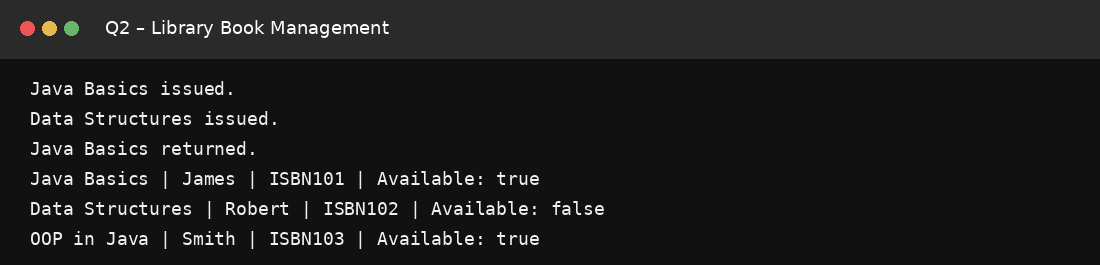 Q2 – Library Book Management
Java Basics issued.
Data Structures issued.
Java Basics returned.
Java Basics | James | ISBN101 | Available: true
Data Structures | Robert | ISBN102 | Available: false
OOP in Java | Smith | ISBN103 | Available: true